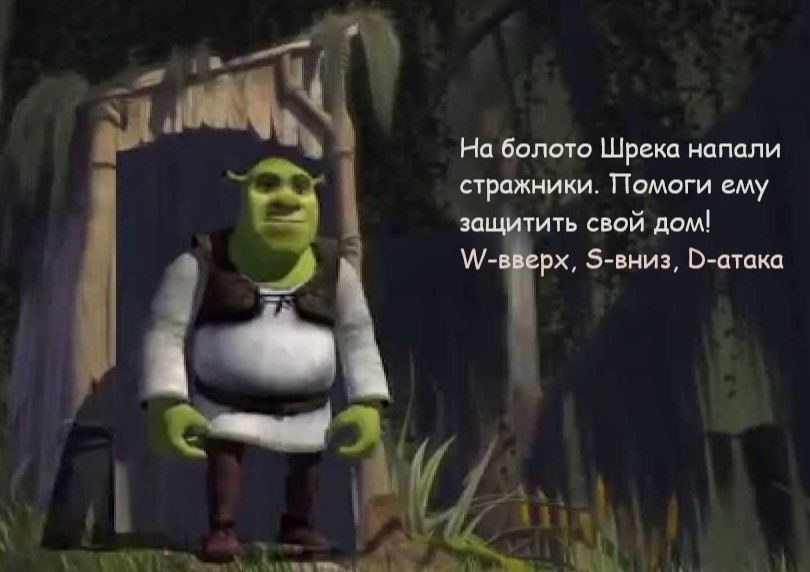 На болото Шрека напали
стражники. Помоги ему
защитить свой дом!
W-вверх, S-вниз, D-атака